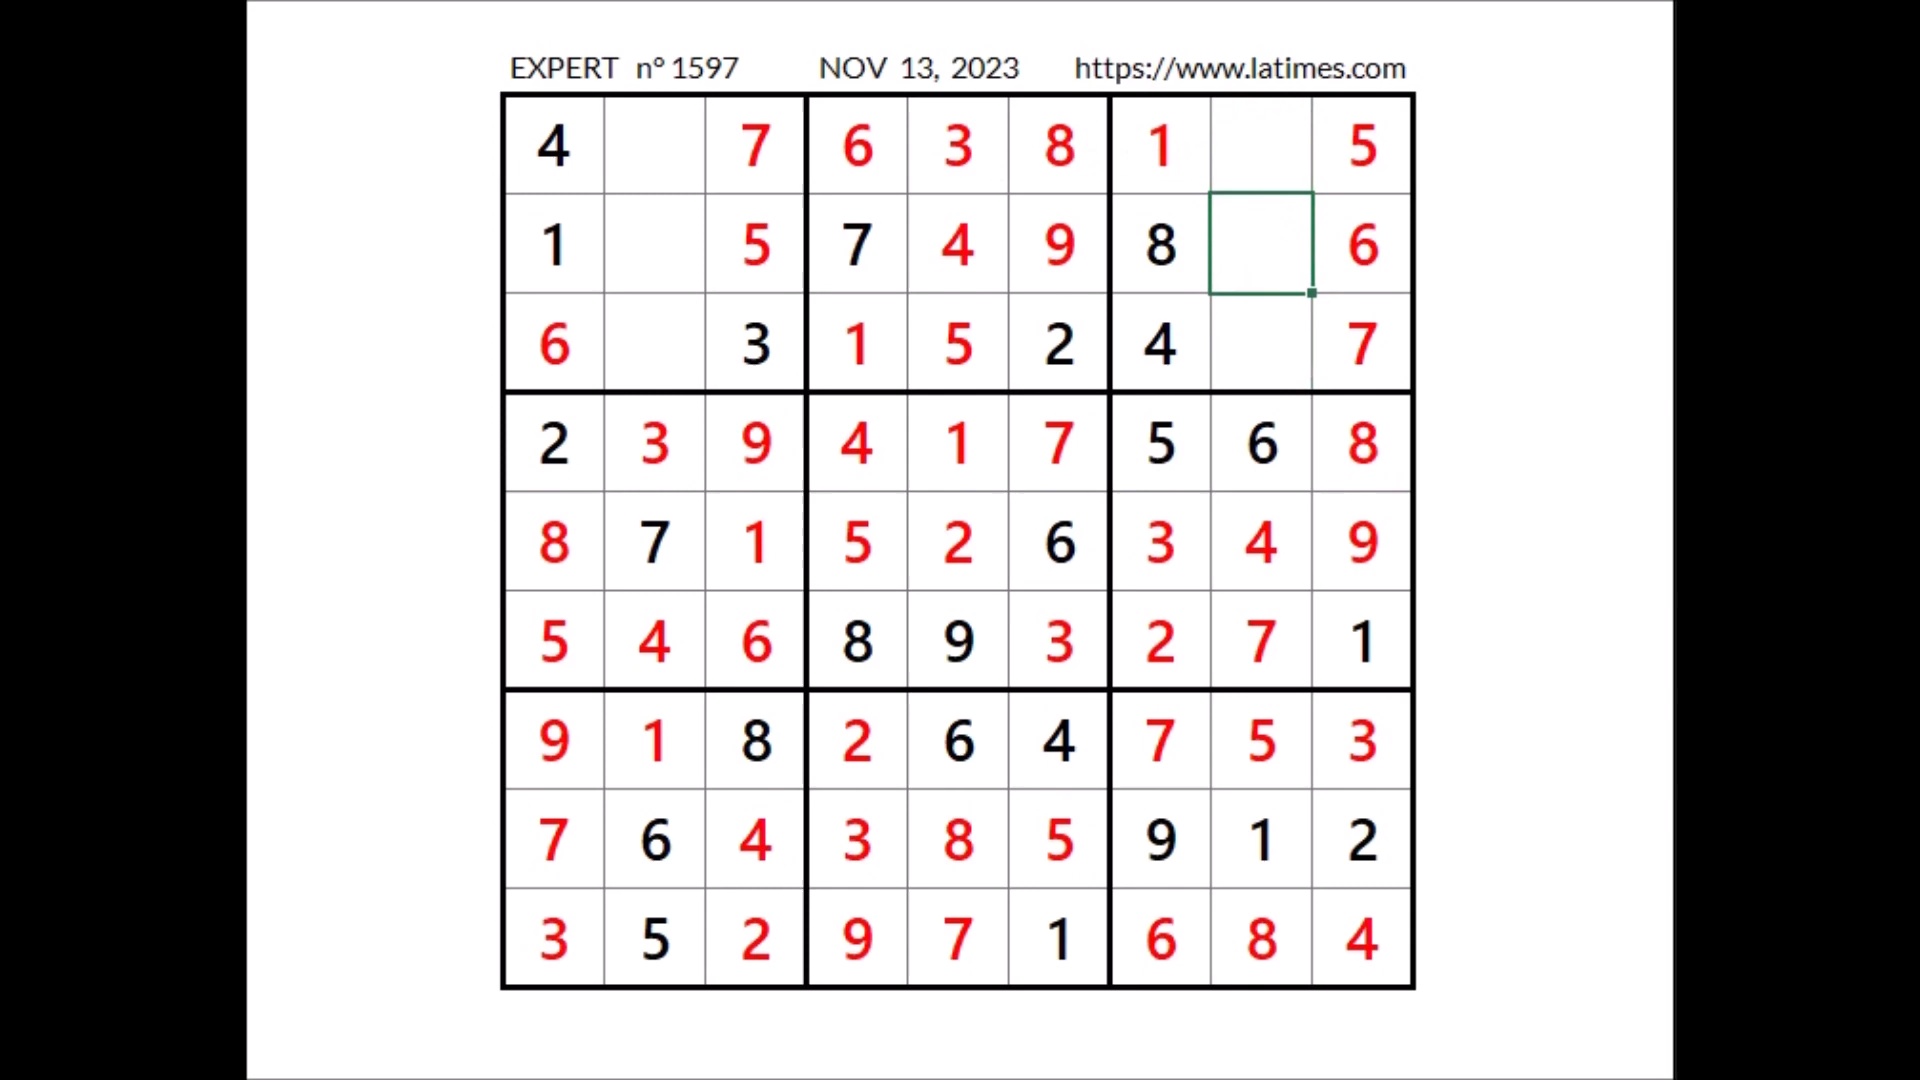 EXPERT n° 1597 NOV 13, 2023 https://www.latimes.com
4 7 6 3 8 1 5
1 5 7 4 9 8 6
6 3 1 5 2 4 7
2 3 9 4 1 7 5 6 8
8 7 1 5 2 6 3 4 9
5 4 6 8 9 3 2 7 1
9 1 8 2 6 4 7 5 3
7 6 4 3 8 5 9 1 2
3 5 2 9 7 1 6 8 4